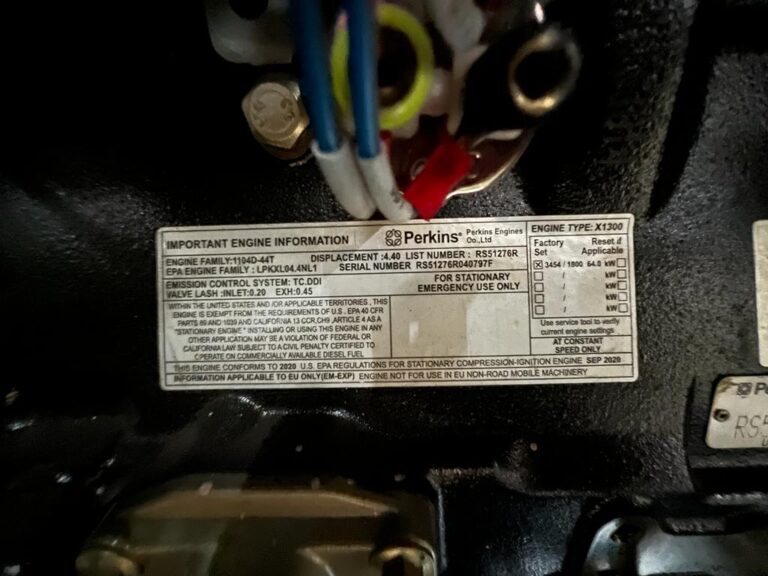 IMPORTANT ENGINE INFORMATION Perkins® Perkins Engines Co.,Ltd
ENGINE FAMILY:1104D-44T DISPLACEMENT :4.40 LIST NUMBER : RS51276R
EPA ENGINE FAMILY : LPKXL04.4NL1 SERIAL NUMBER RS51276R040797F
EMISSION CONTROL SYSTEM: TC.DDI
VALVE LASH :INLET:0.20 EXH:0.45
FOR STATIONARY
EMERGENCY USE ONLY
WITHIN THE UNITED STATES AND /OR APPLICABLE TERRITORIES , THIS
ENGINE IS EXEMPT FROM THE REQUIREMENTS OF U.S . EPA 40 CFR
PARTS 89 AND 1039 AND CALIFORNIA 13 CCR,CH9 ,ARTICLE 4 AS A
"STATIONARY ENGINE". INSTALLING OR USING THIS ENGINE IN ANY
OTHER APPLICATION MAY BE A VIOLATION OF FEDERAL OR
CALIFORNIA LAW SUBJECT TO A CIVIL PENALTY CERTIFIED TO
OPERATE ON COMMERCIALLY AVAILABLE DIESEL FUEL
ENGINE TYPE: X1300
Factory Set Reset if Applicable
3454 / 1800 64.0 kW
/ kW
/ kW
/ kW
/ kW
Use service tool to verify
current engine settings
AT CONSTANT
SPEED ONLY
THIS ENGINE CONFORMS TO 2020 U.S. EPA REGULATIONS FOR STATIONARY COMPRESSION-IGNITION ENGINE SEP 2020
INFORMATION APPLICABLE TO EU ONLY(EM-EXP) ENGINE NOT FOR USE IN EU NON-ROAD MOBILE MACHINERY